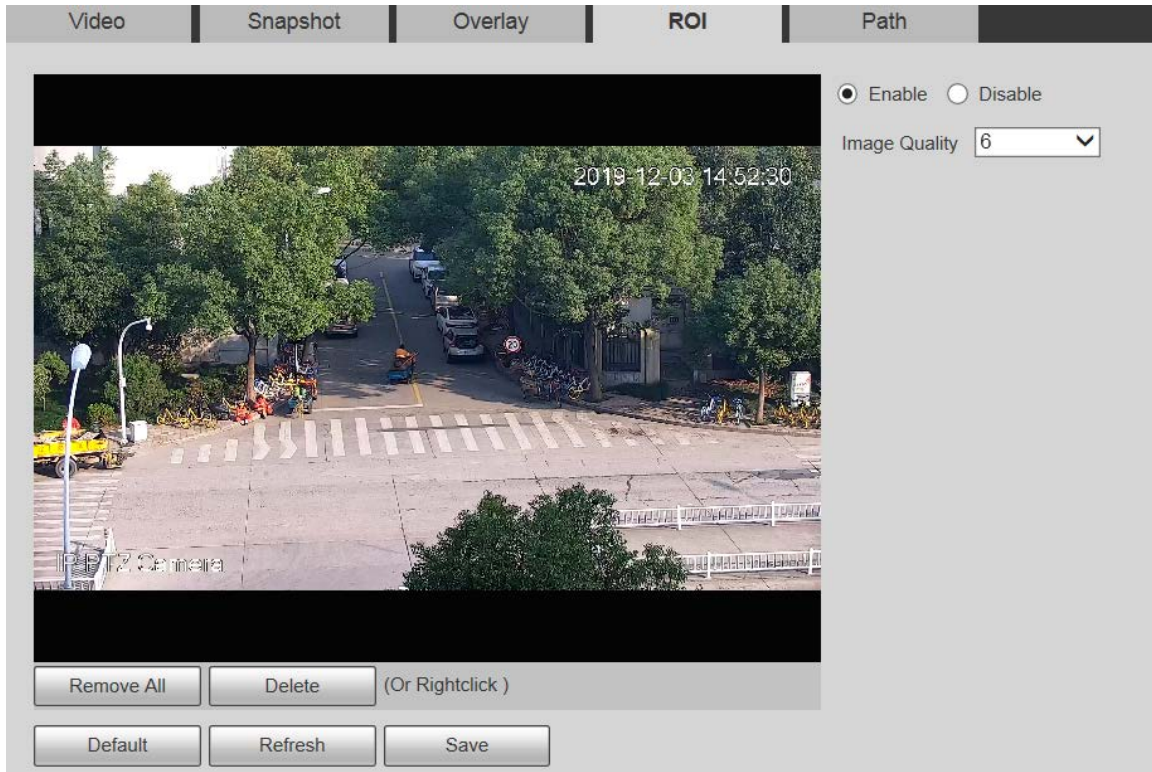 Video Snapshot Overlay ROI Path
Enable Disable
Image Quality 6
2019-12-03 14:52:30
20
IP PTZ Camera
Remove All Delete (Or Rightclick )
Default Refresh Save